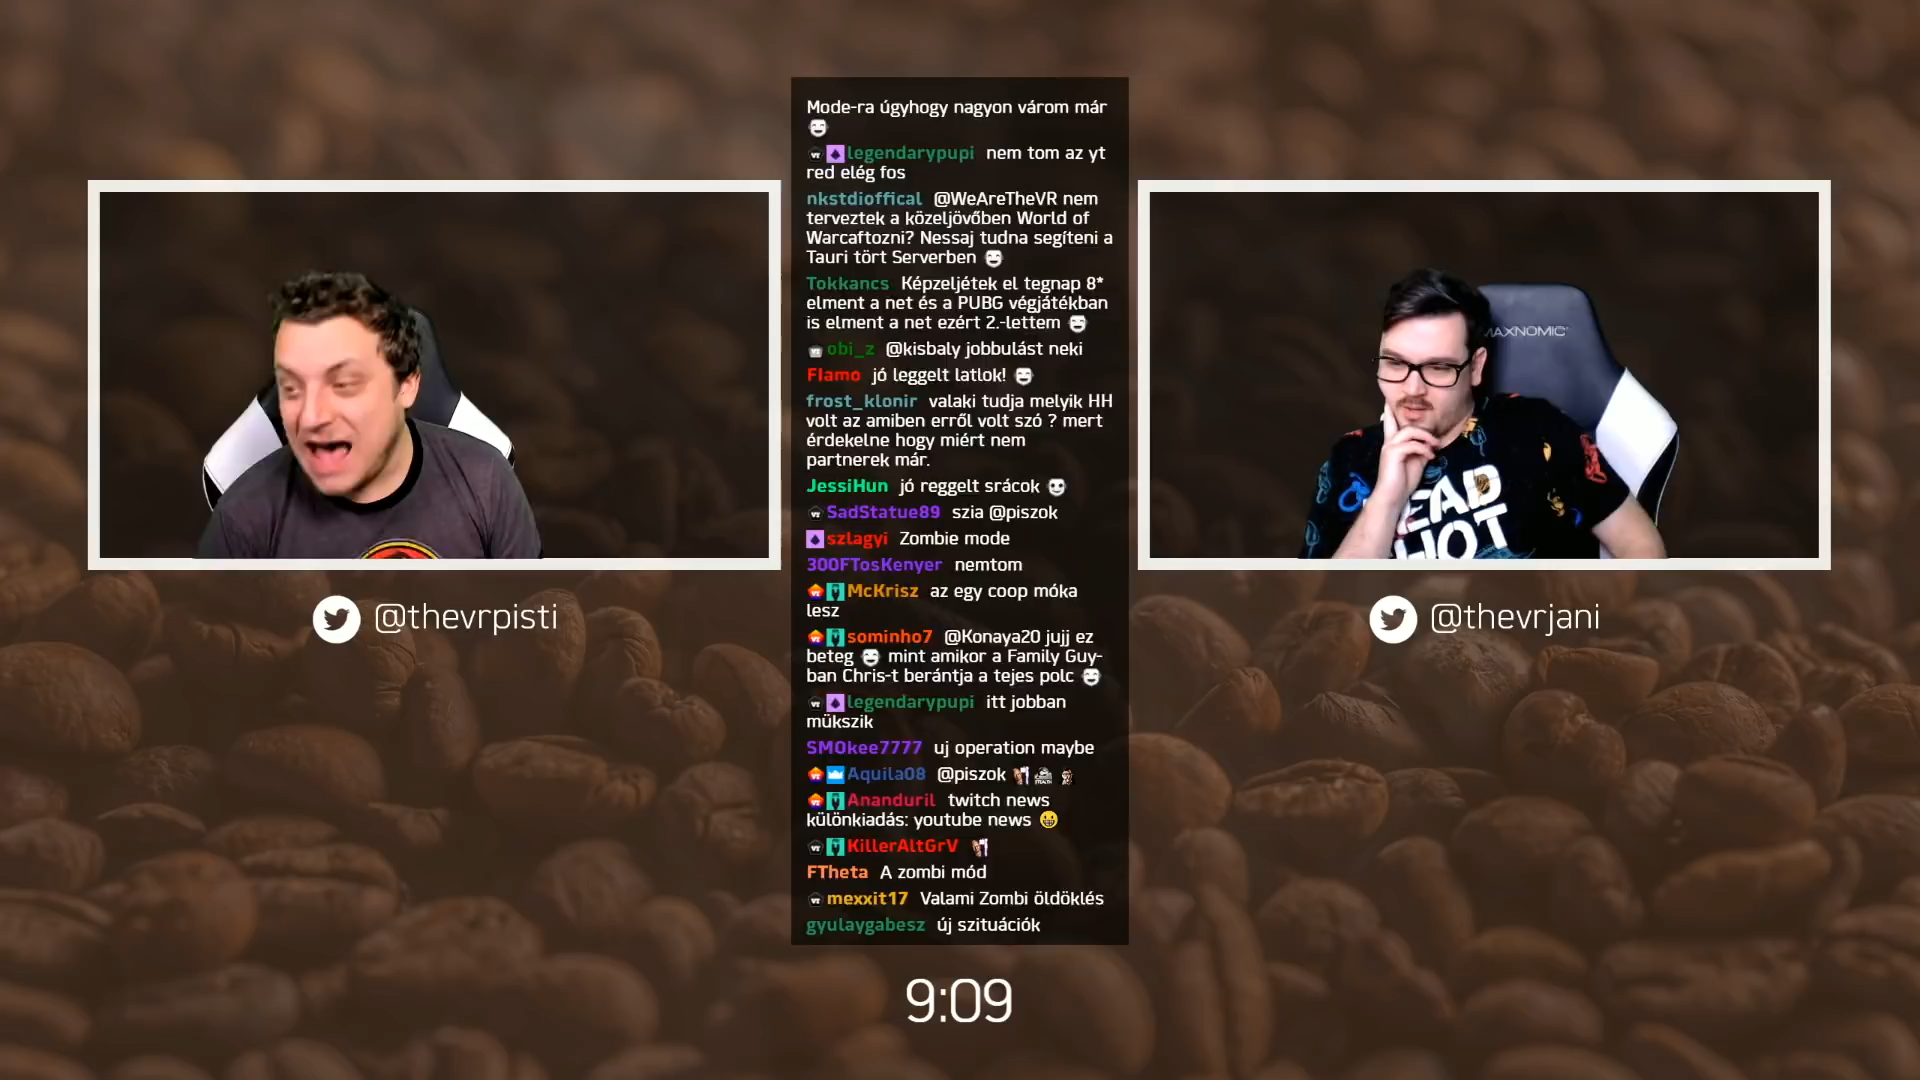 Mode-ra úgyhogy nagyon várom már
legendarypupi nem tom az yt
red elég fos
nkstdioffical @WeAreTheVR nem
terveztek a közeljövőben World of
Warcaftozni? Nessaj tudna segíteni a
Tauri tört Serverben
Tokkancs Képzeljétek el tegnap 8*
elment a net és a PUBG végjátékban
is elment a net ezért 2.-lettem
obi_z @kisbaly jobbulást neki
Flamo jó leggelt latlok!
frost_klonir valaki tudja melyik HH
volt az amiben erről volt szó ? mert
érdekelne hogy miért nem
partnerek már.
JessiHun jó reggelt srácok
SadStatue89 szia @piszok
szlagyi Zombie mode
300FTosKenyer nemtom
McKrisz az egy coop móka
lesz
sominho7 @Konaya20 jujj ez
beteg mint amikor a Family Guy-
ban Chris-t berántja a tejes polc
legendarypupi itt jobban
mükszik
SMOkee7777 uj operation maybe
Aquila08 @piszok
Ananduril twitch news
különkiadás: youtube news
KillerAltGrV
FTheta A zombi mód
mexxit17 Valami Zombi öldöklés
gyulaygabesz új szituációk
@thevrpisti
MAXNOMIC
EAD
HOT
@thevrjani
9:09